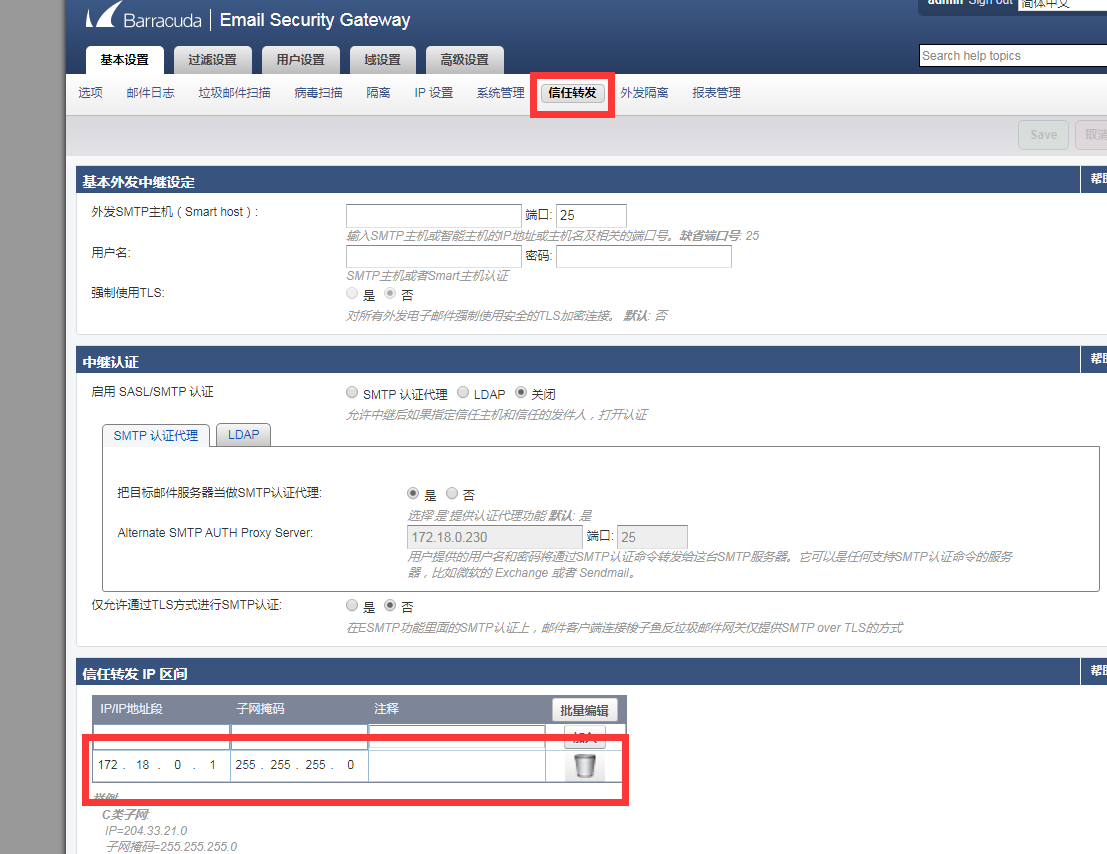 Barracuda | Email Security Gateway
admin Sign out 简体中文
基本设置 过滤设置 用户设置 域设置 高级设置
Search help topics
选项 邮件日志 垃圾邮件扫描 病毒扫描 隔离 IP 设置 系统管理 信任转发 外发隔离 报表管理
Save 取消
基本外发中继设定 帮
外发SMTP主机（Smart host）: 端口: 25
输入SMTP主机或智能主机的IP地址或主机名及相关的端口号。缺省端口号: 25
用户名: 密码:
SMTP主机或者Smart主机认证
强制使用TLS: 是 否
对所有外发电子邮件强制使用安全的TLS加密连接。 默认: 否
中继认证 帮
启用 SASL/SMTP 认证 SMTP 认证代理 LDAP 关闭
允许中继后如果指定信任主机和信任的发件人，打开认证
SMTP 认证代理 LDAP
把目标邮件服务器当做SMTP认证代理: 是 否
选择'是'提供认证代理功能 默认: 是
Alternate SMTP AUTH Proxy Server: 172.18.0.230 端口: 25
用户提供的用户名和密码将通过SMTP认证命令转发给这台SMTP服务器。它可以是任何支持SMTP认证命令的服务
器，比如微软的 Exchange 或者 Sendmail。
仅允许通过TLS方式进行SMTP认证: 是 否
在ESMTP功能里面的SMTP认证上，邮件客户端连接梭子鱼反垃圾邮件网关仅提供SMTP over TLS的方式
信任转发 IP 区间 帮
IP/IP地址段 子网掩码 注释 批量编辑
加入
172 . 18 . 0 . 1 255 . 255 . 255 . 0
举例:
C类子网:
IP=204.33.21.0
子网掩码=255.255.255.0